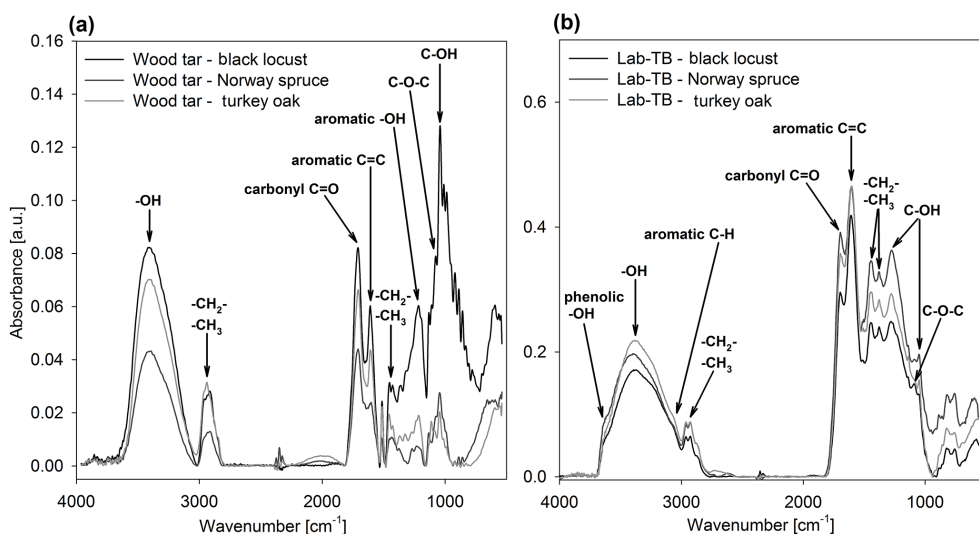 (a)
0.16
0.14
0.12
0.10
0.08
0.06
0.04
0.02
0.00
Absorbance [a.u.]
Wood tar - black locust
Wood tar - Norway spruce
Wood tar - turkey oak
C-OH
C-O-C
aromatic -OH
aromatic C=C
carbonyl C=O
-OH
-CH2-
-CH3
-CH2-
-CH3
4000
3000
2000
1000
Wavenumber [cm-1]
(b)
0.6
0.4
0.2
0.0
Lab-TB - black locust
Lab-TB - Norway spruce
Lab-TB - turkey oak
aromatic C=C
carbonyl C=O
-CH2-
-CH3
C-OH
aromatic C-H
-OH
phenolic
-OH
C-O-C
-CH2-
-CH3
4000
3000
2000
1000
Wavenumber [cm-1]